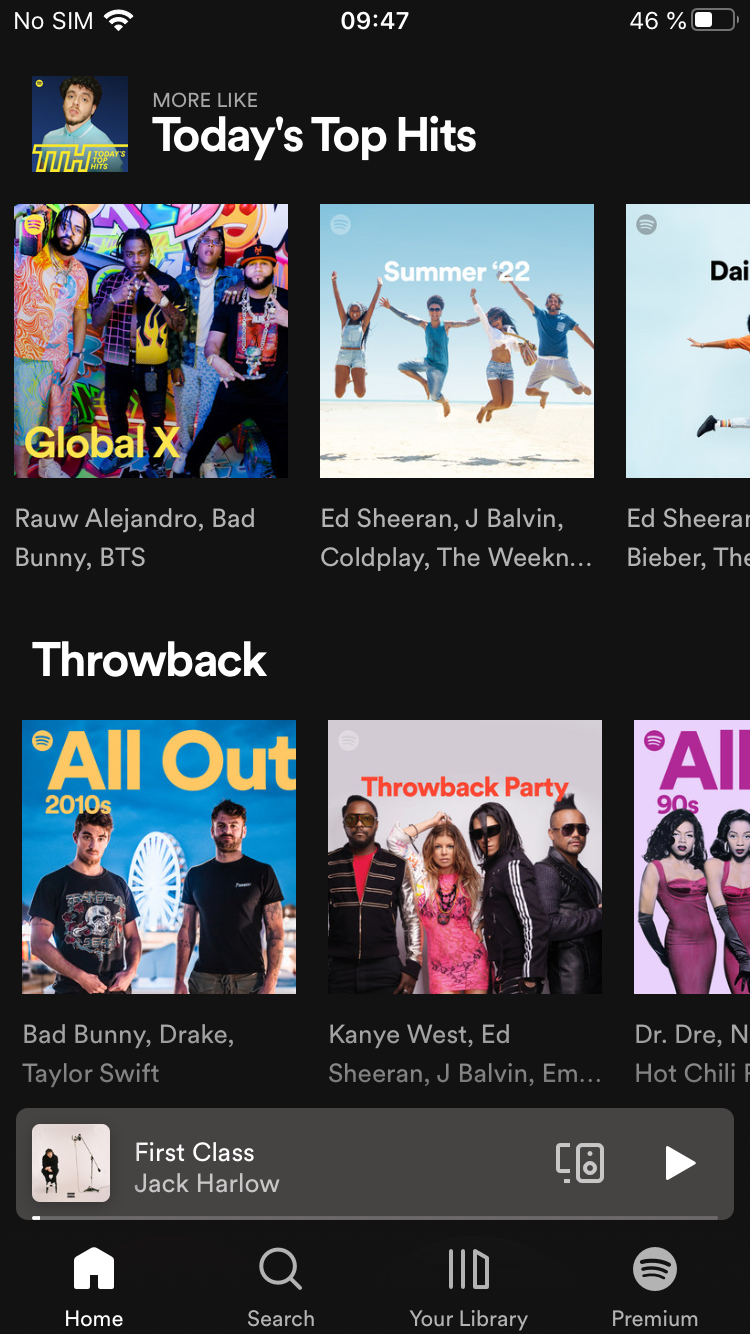 No SIM 09:47 46 %
MORE LIKE
Today's Top Hits
TTH TODAY'S
TOP
HITS
Summer ‘22
Dai
Global X
Rauw Alejandro, Bad
Bunny, BTS
Ed Sheeran, J Balvin,
Coldplay, The Weekn...
Ed Sheerar
Bieber, The
Throwback
All Out
2010s
Throwback Party
All
90s
Bad Bunny, Drake,
Taylor Swift
Kanye West, Ed
Sheeran, J Balvin, Em...
Dr. Dre, N
Hot Chili
First Class
Jack Harlow
Home Search Your Library Premium